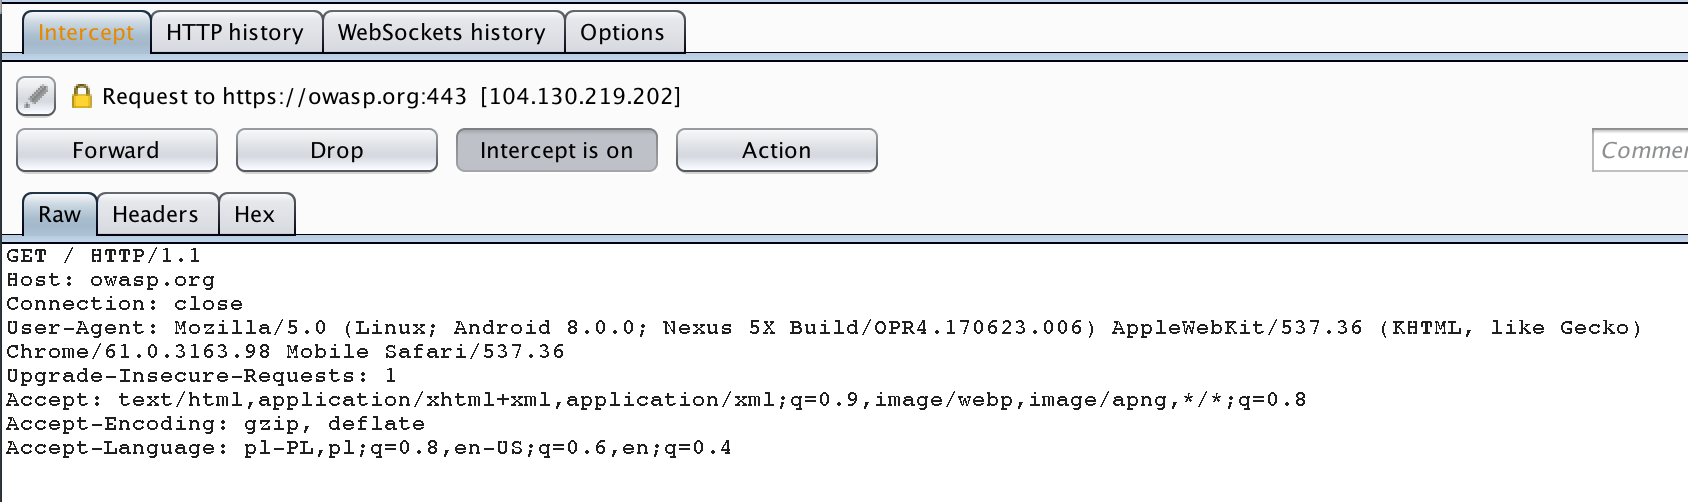 Intercept HTTP history WebSockets history Options
Request to https://owasp.org:443 [104.130.219.202]
Forward Drop Intercept is on Action
Raw Headers Hex
GET / HTTP/1.1
Host: owasp.org
Connection: close
User-Agent: Mozilla/5.0 (Linux; Android 8.0.0; Nexus 5X Build/OPR4.170623.006) AppleWebKit/537.36 (KHTML, like Gecko)
Chrome/61.0.3163.98 Mobile Safari/537.36
Upgrade-Insecure-Requests: 1
Accept: text/html,application/xhtml+xml,application/xml;q=0.9,image/webp,image/apng,*/*;q=0.8
Accept-Encoding: gzip, deflate
Accept-Language: pl-PL,pl;q=0.8,en-US;q=0.6,en;q=0.4